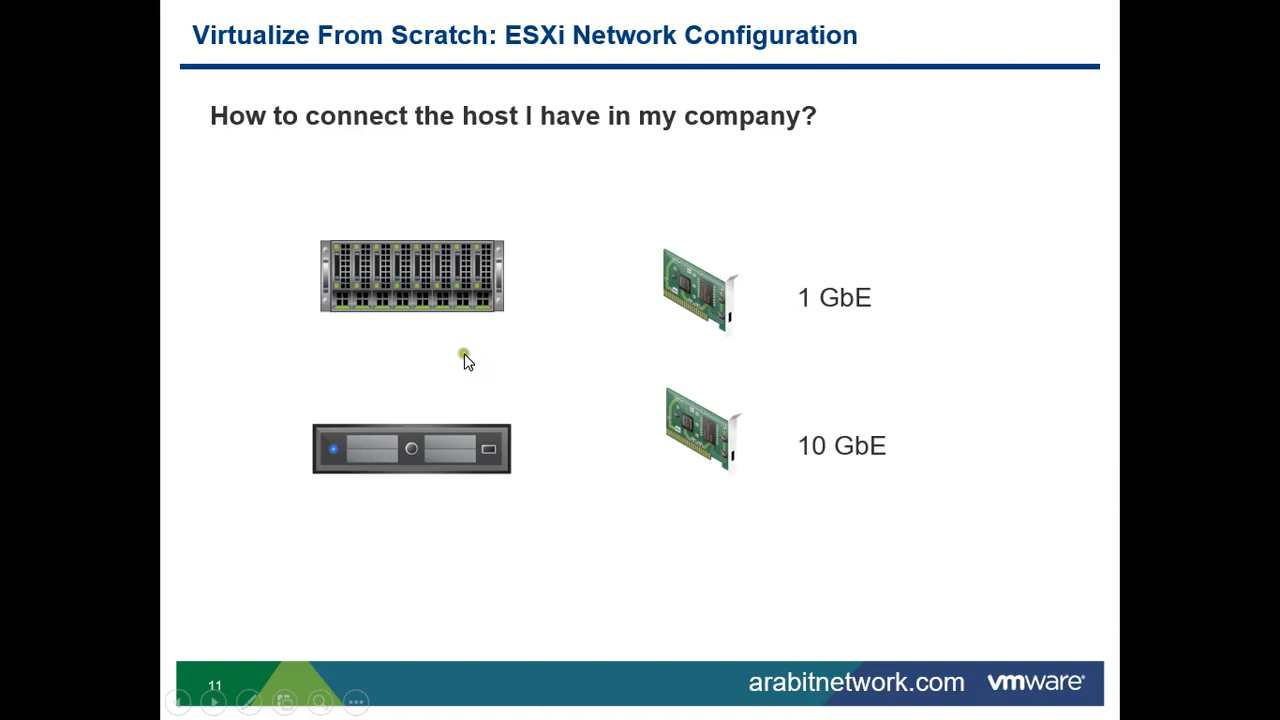 Virtualize From Scratch: ESXi Network Configuration
How to connect the host I have in my company?
1 GbE
10 GbE
11
arabitnetwork.com
vmware®